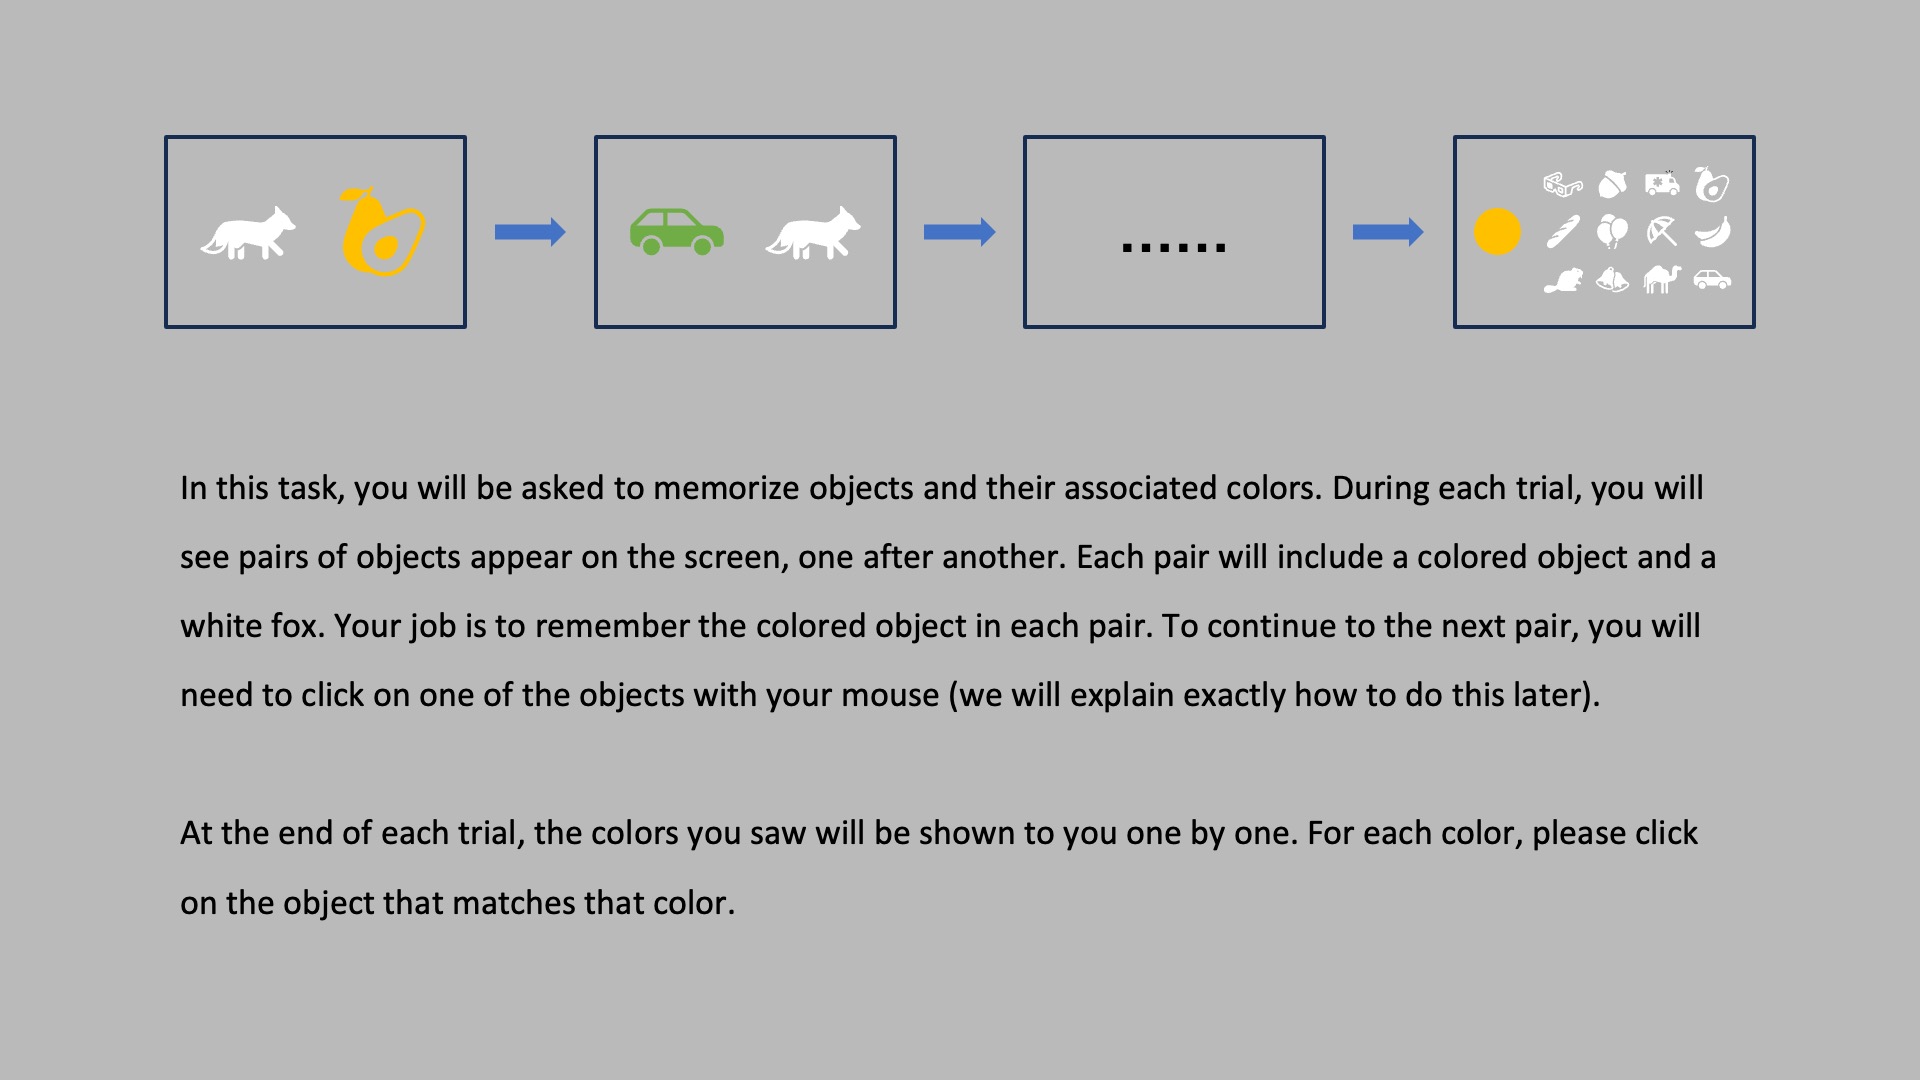 ......
In this task, you will be asked to memorize objects and their associated colors. During each trial, you will
see pairs of objects appear on the screen, one after another. Each pair will include a colored object and a
white fox. Your job is to remember the colored object in each pair. To continue to the next pair, you will
need to click on one of the objects with your mouse (we will explain exactly how to do this later).
At the end of each trial, the colors you saw will be shown to you one by one. For each color, please click
on the object that matches that color.